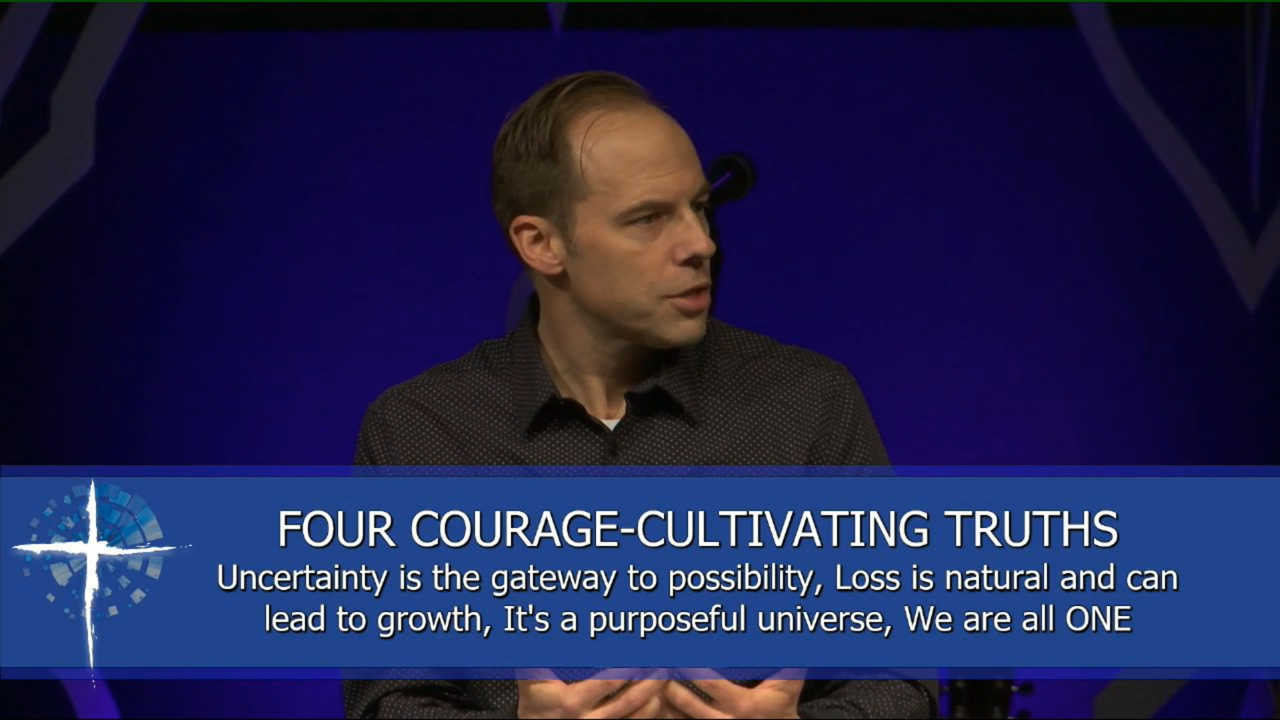 FOUR COURAGE-CULTIVATING TRUTHS
Uncertainty is the gateway to possibility, Loss is natural and can
lead to growth, It's a purposeful universe, We are all ONE